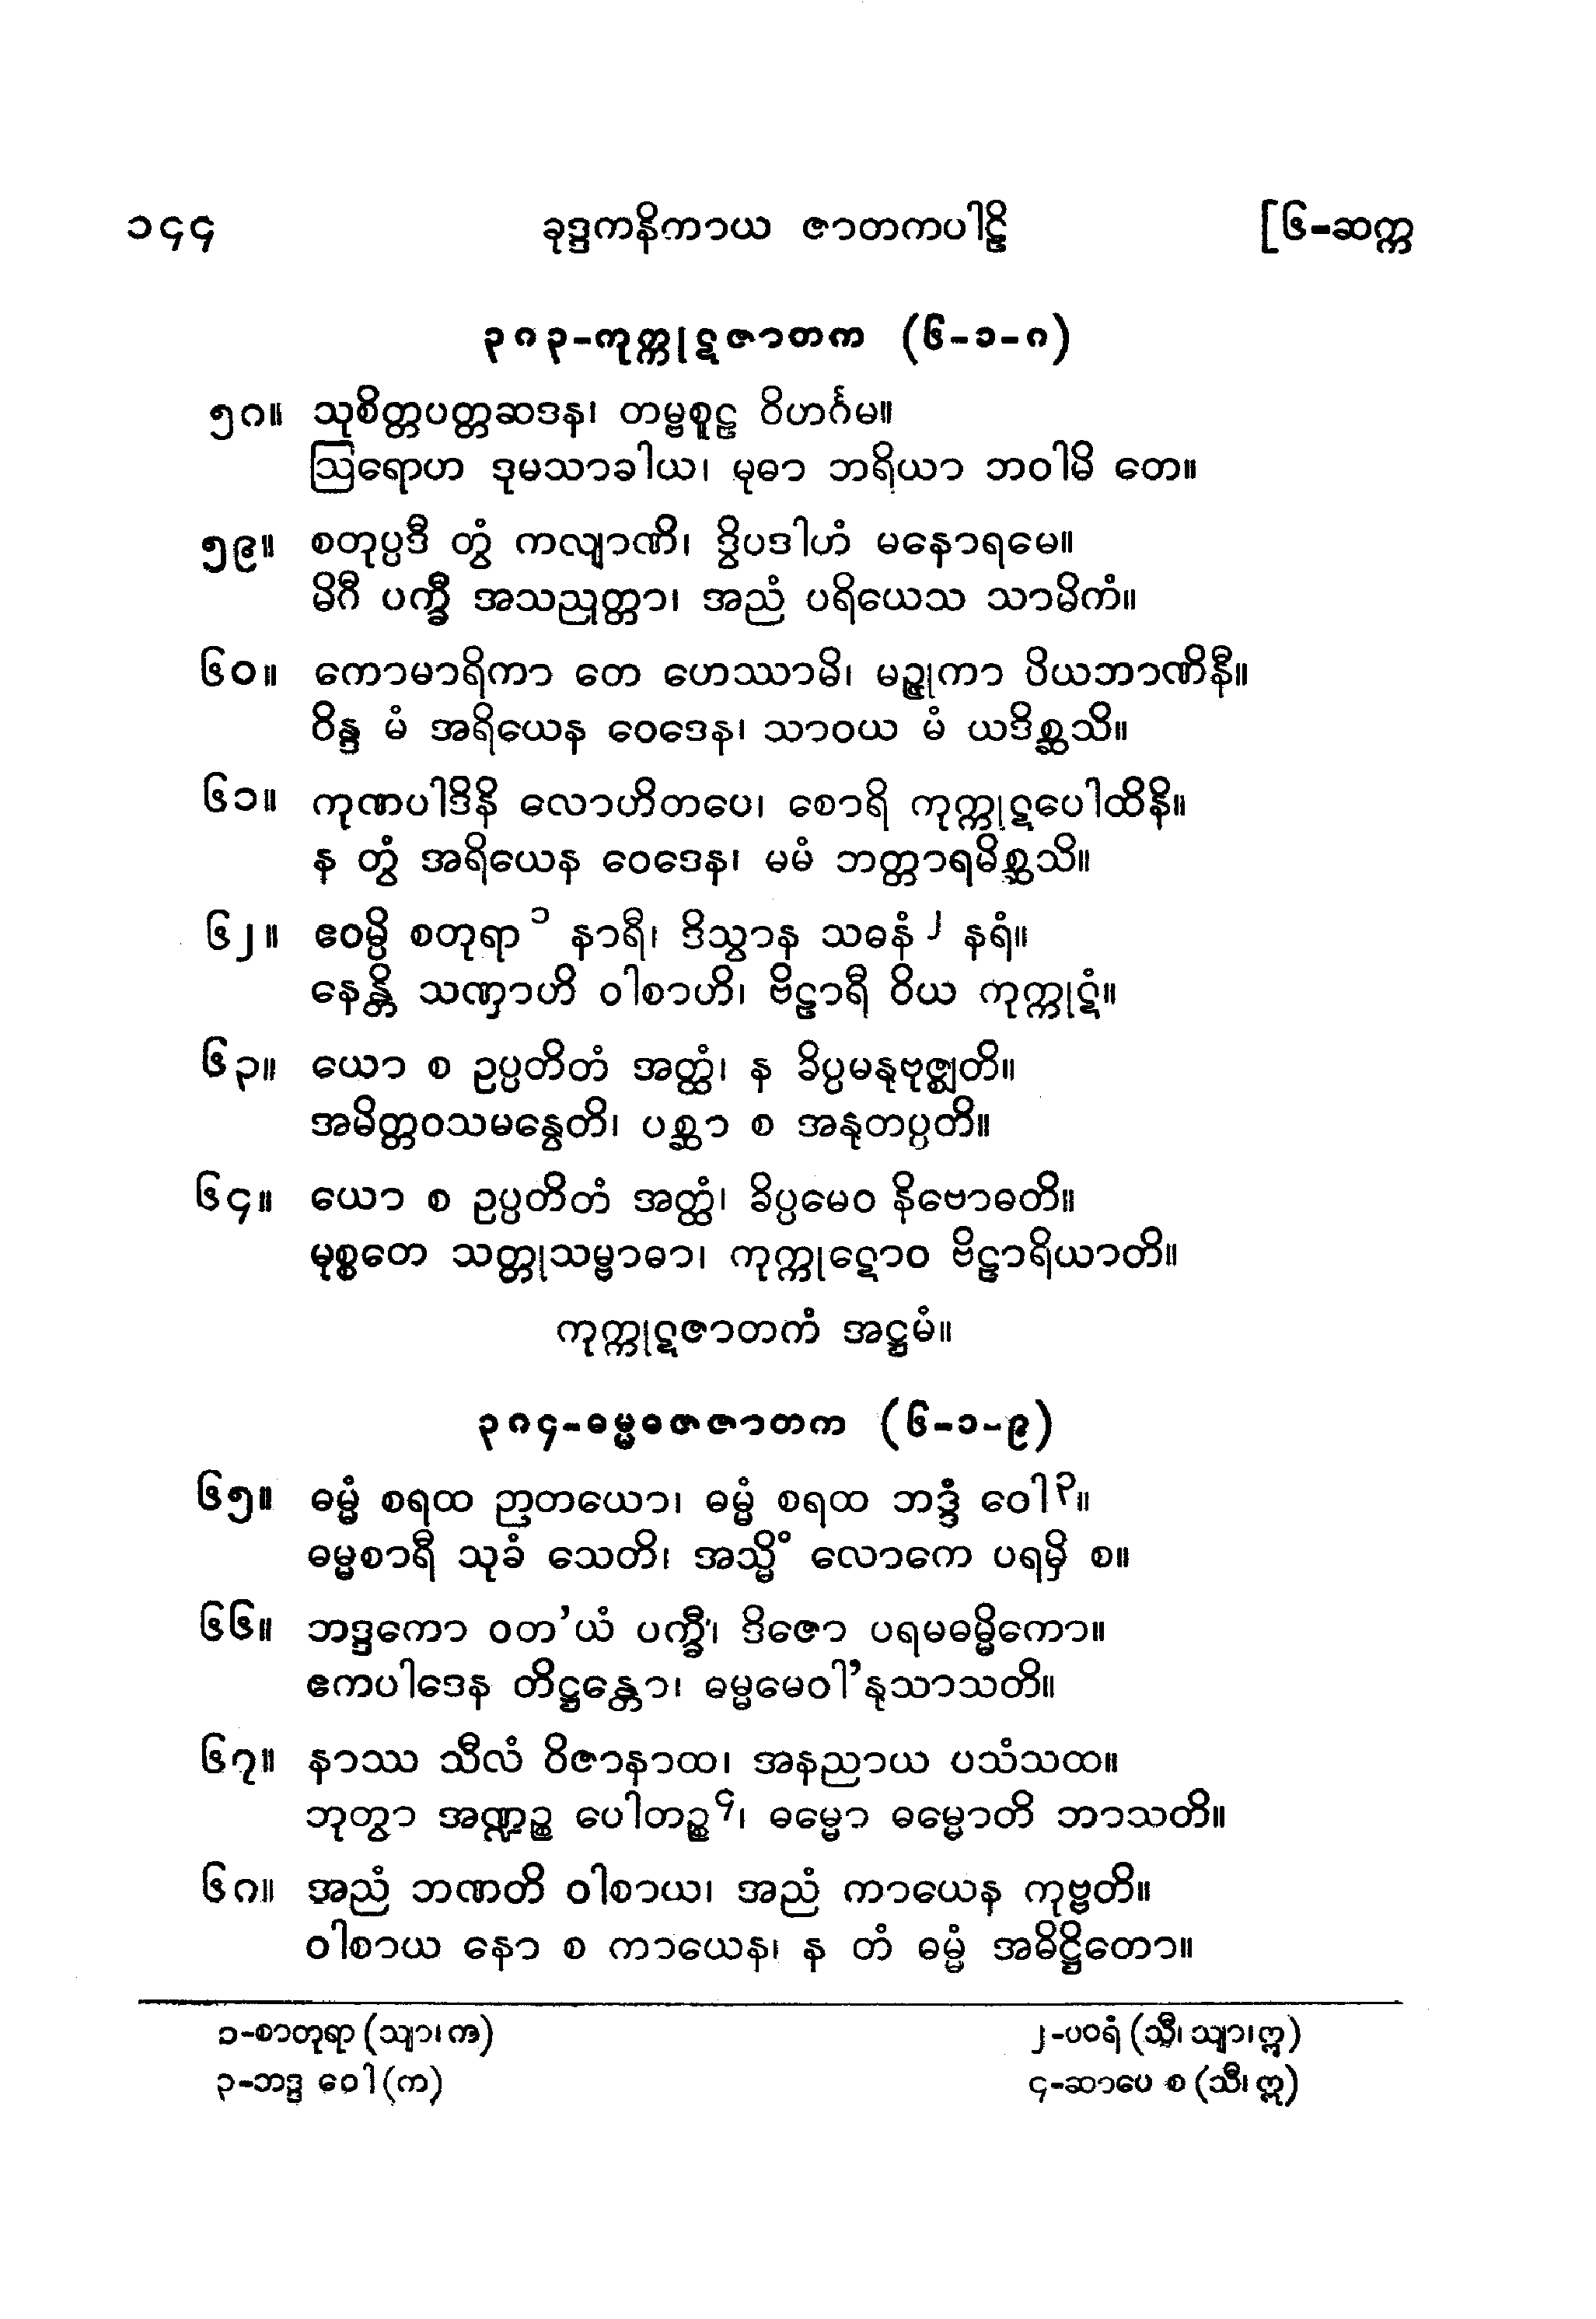 ၁၄၄ ခုဒ္ဒကနိကာယ ဇာတကပါဠိ [၆-ဆက္က
၃၈၃-ကုက္ကုဋဇာတက (၆-၁-၈)
၅၈။ သုစိတ္တပတ္တဆဒန၊ တမ္ဗစူဠ ဝိဟင်္ဂမ။
ဩရောဟ ဒုမသာခါယ၊ မုဓာ ဘရိယာ ဘဝါမိ တေ။
၅၉။ စတုပ္ပဒီ တွံ ကလျာဏိ၊ ဒွိပဒါဟံ မနောရမေ။
မိဂီ ပက္ခီ အသညုတ္တာ၊ အညံ ပရိယေသ သာမိကံ။
၆၀။ ကောမာရိကာ တေ ဟေဿာမိ၊ မဉ္ဇုကာ ပိယဘာဏိနီ။
ဝိန္ဒ မံ အရိယေန ဝေဒေန၊ သာဝယ မံ ယဒိစ္ဆသိ။
၆၁။ ကုဏပါဒိနိ လောဟိတပေ၊ စောရိ ကုက္ကုဋပေါထိနိ။
န တွံ အရိယေန ဝေဒေန၊ မမံ ဘတ္တာရမိစ္ဆသိ။
၆၂။ ဧဝမ္ပိ စတုရာ ၁ နာရီ၊ ဒိသွာန သဓနံ ၂ နရံ။
နေန္တိ သဏှာဟိ ဝါစာဟိ၊ ဗိဠာရီ ဝိယ ကုက္ကုဋံ။
၆၃။ ယော စ ဥပ္ပတိတံ အတ္ထံ၊ န ခိပ္ပမနုဗုဇ္ဈတိ။
အမိတ္တဝသမန္ဝေတိ၊ ပစ္ဆာ စ အနုတပ္ပတိ။
၆၄။ ယော စ ဥပ္ပတိတံ အတ္ထံ၊ ခိပ္ပမေဝ နိဗောဓတိ။
မုစ္စတေ သတ္တုသမ္ဗာဓာ၊ ကုက္ကုဋောဝ ဗိဠာရိယာတိ။
ကုက္ကုဋဇာတကံ အဋ္ဌမံ။
၃၈၄-ဓမ္မဓဇဇာတက (၆-၁-၉)
၆၅။ ဓမ္မံ စရထ ဉာတယော၊ ဓမ္မံ စရထ ဘဒ္ဒံ ဝေါ ၃။
ဓမ္မစာရီ သုခံ သေတိ၊ အသ္မိံ လောကေ ပရမှိ စ။
၆၆။ ဘဒ္ဒကော ဝတ’ယံ ပက္ခီ၊ ဒိဇော ပရမဓမ္မိကော။
ဧကပါဒေန တိဋ္ဌန္တော၊ ဓမ္မမေဝါ’နုသာသတိ။
၆၇။ နာဿ သီလံ ဝိဇာနာထ၊ အနညာယ ပသံသထ။
ဘုတွာ အဏ္ဍဉ္စ ပေါတဉ္စ ၄၊ ဓမ္မော ဓမ္မောတိ ဘာသတိ။
၆၈။ အညံ ဘဏတိ ဝါစာယ၊ အညံ ကာယေန ကုဗ္ဗတိ။
ဝါစာယ နော စ ကာယေန၊ န တံ ဓမ္မံ အဓိဋ္ဌိတော။
၁-စာတုရာ (သျာ၊ က) ၂-ပဝရံ (သီ၊ သျာ၊ ဣ)
၃-ဘဒ္ဒ ဝေါ (က) ၄-ဆာပေ စ (သီ၊ ဣ)